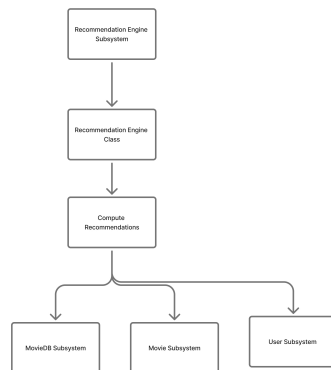 Recommendation Engine
Subsystem
Recommendation Engine
Class
Compute
Recommendations
MovieDB Subsystem
Movie Subsystem
User Subsystem